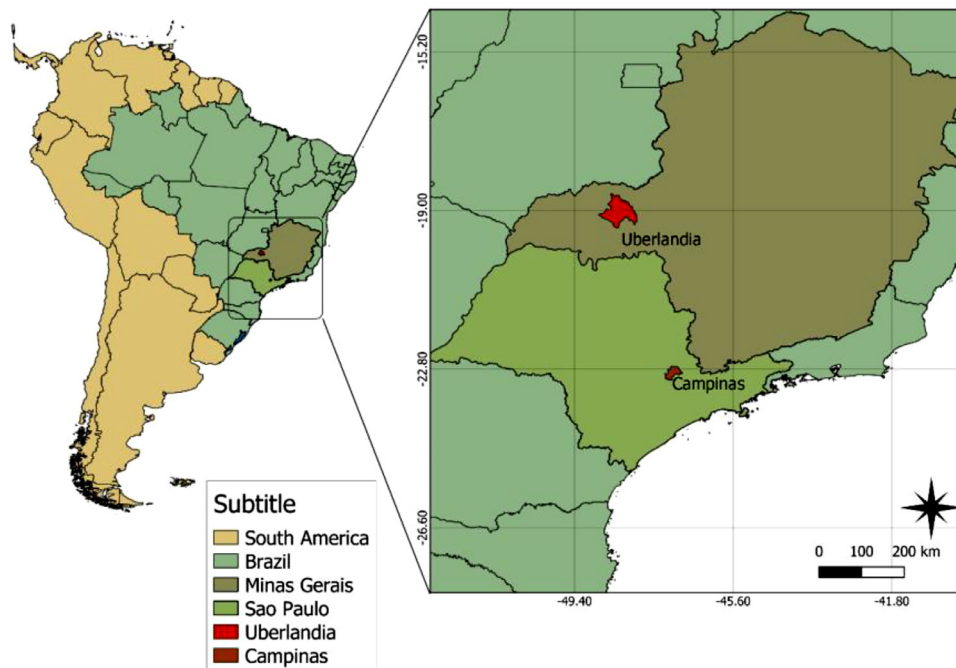 Subtitle
South America
Brazil
Minas Gerais
Sao Paulo
Uberlandia
Campinas
-15.20
-19.00
-22.80
-26.60
Uberlandia
Campinas
0 100 200 km
-49.40 -45.60 -41.80